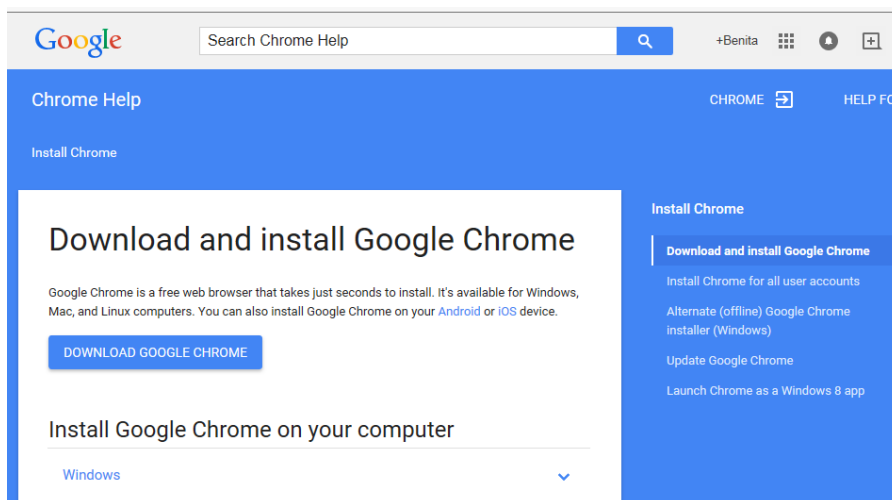 Google
Search Chrome Help
+Benita
Chrome Help
CHROME
HELP FO
Install Chrome
Download and install Google Chrome
Google Chrome is a free web browser that takes just seconds to install. It's available for Windows,
Mac, and Linux computers. You can also install Google Chrome on your Android or iOS device.
DOWNLOAD GOOGLE CHROME
Install Google Chrome on your computer
Windows
Install Chrome
Download and install Google Chrome
Install Chrome for all user accounts
Alternate (offline) Google Chrome
installer (Windows)
Update Google Chrome
Launch Chrome as a Windows 8 app